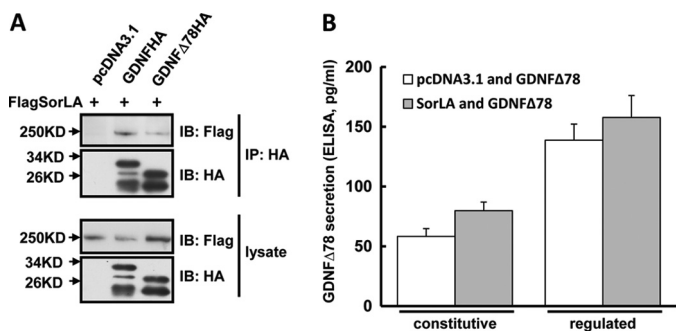 A
pcDNA3.1
GDNFHA
GDNFΔ78HA
FlagSorLA + + +
250KD IB: Flag
34KD
26KD IB: HA
IP: HA
250KD IB: Flag
34KD
26KD IB: HA
lysate
B
GDNFΔ78 secretion (ELISA, pg/ml)
200
150
100
50
0
pcDNA3.1 and GDNFΔ78
SorLA and GDNFΔ78
constitutive regulated